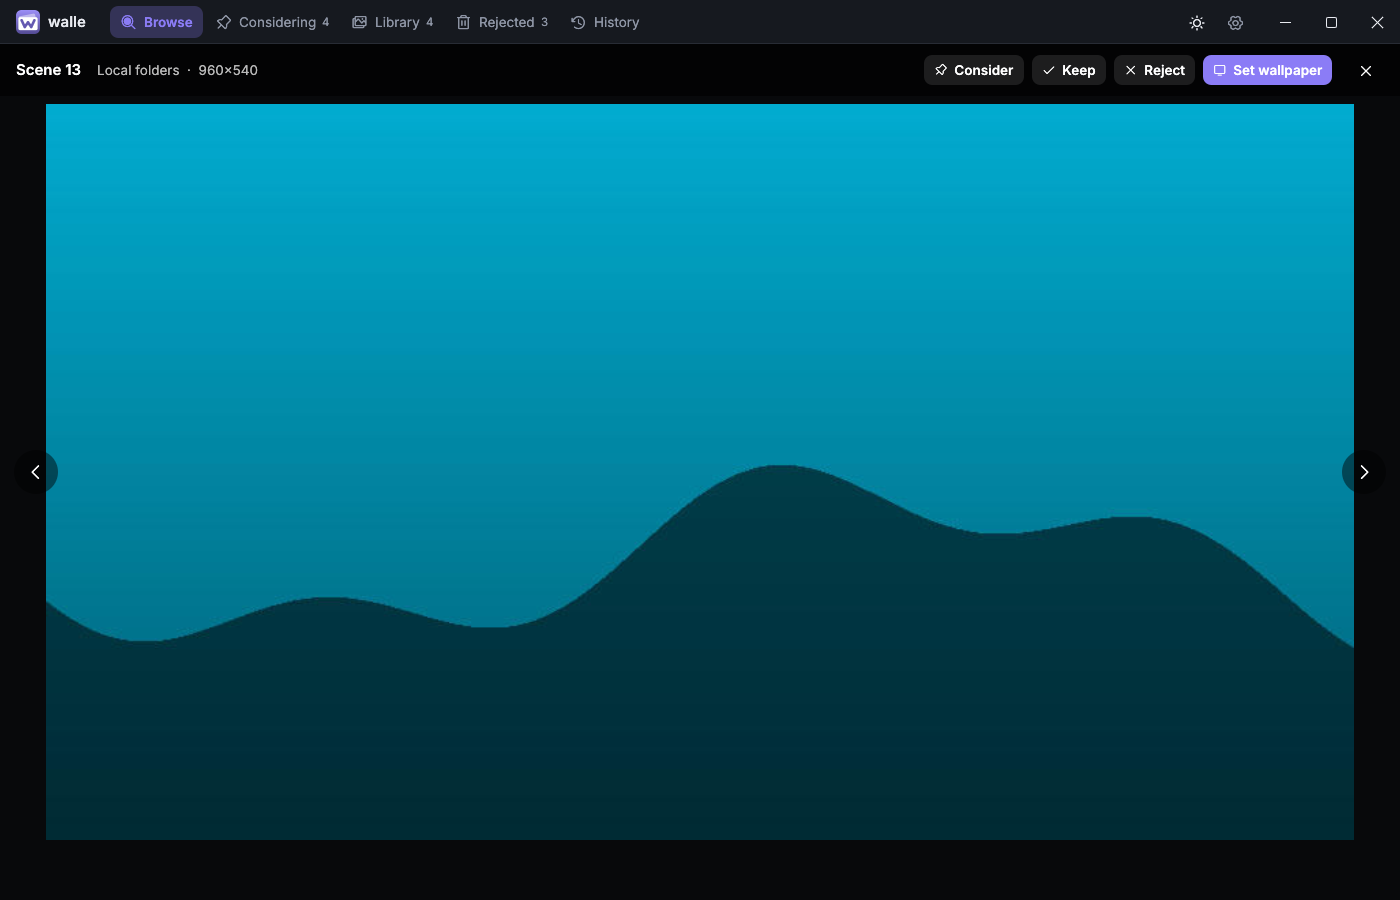 walle Browse Considering 4 Library 4 Rejected 3 History
Scene 13 Local folders · 960×540 Consider Keep Reject Set wallpaper